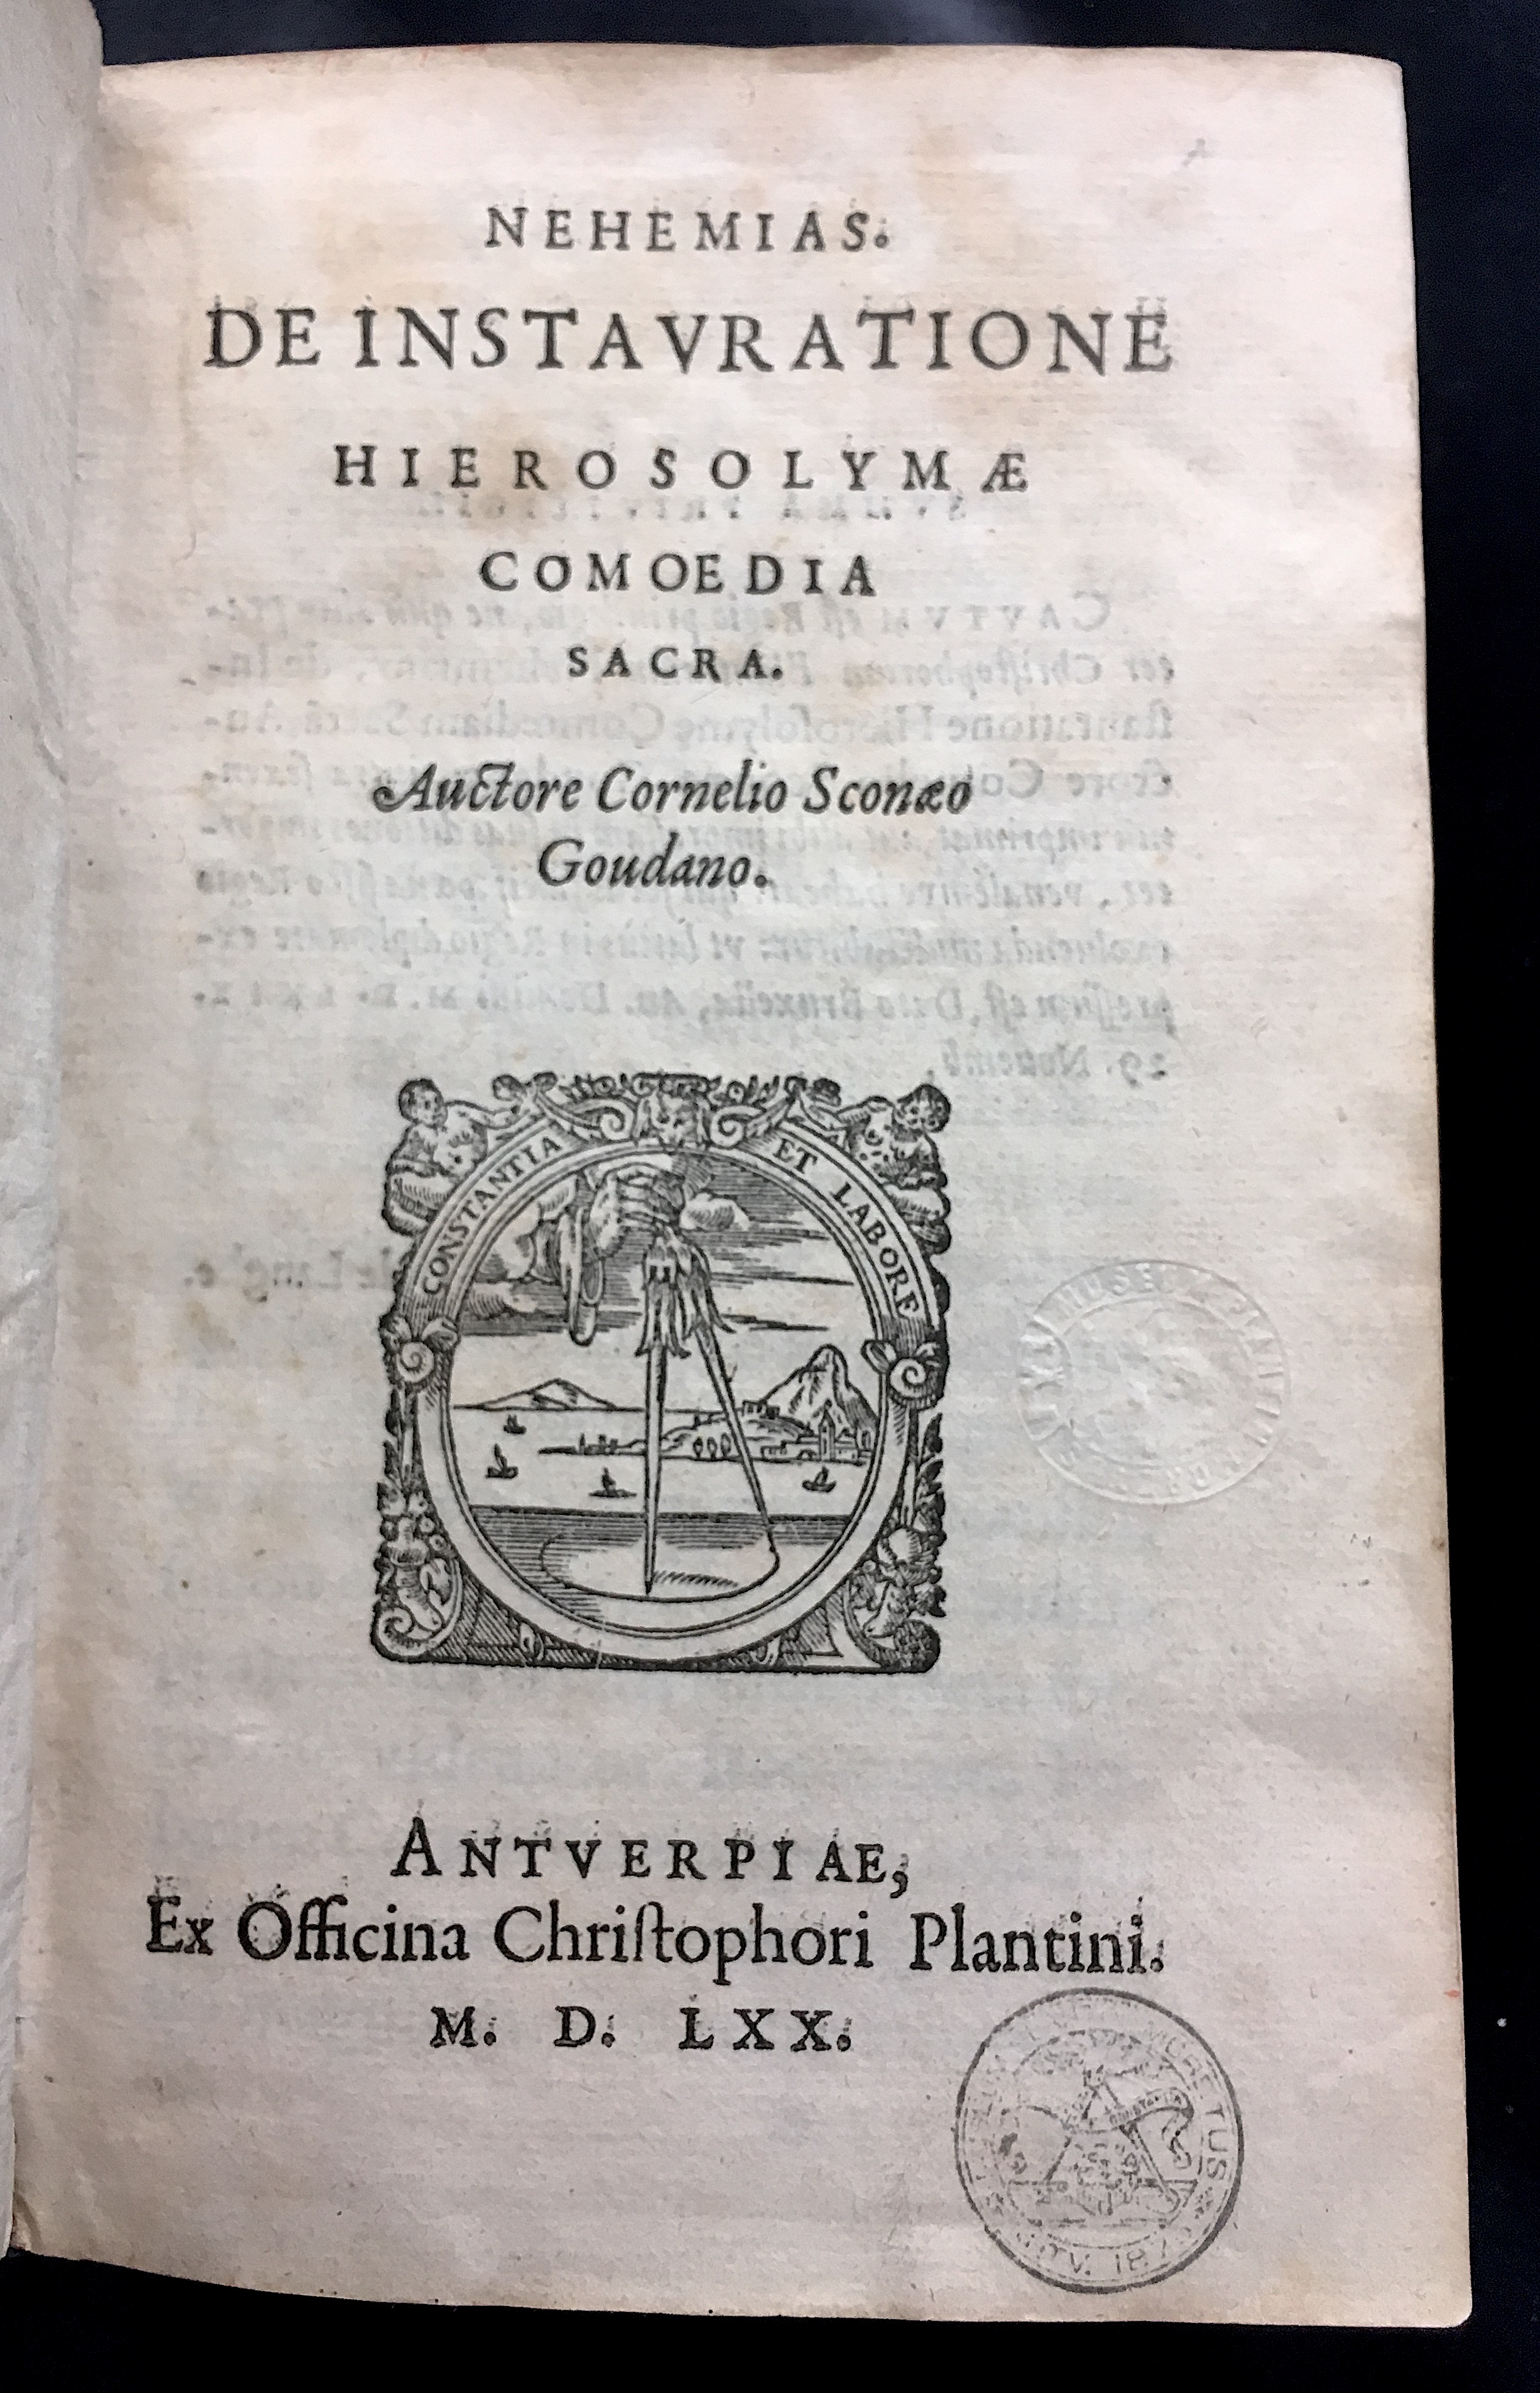 NEHEMIAS.
DE INSTAVRATIONE
HIEROSOLYMÆ
COMOEDIA
SACRA.
Auctore Cornelio Sconæo
Goudano.
CONSTANTIA ET LABORE
ANTVERPIAE,
Ex Officina Chriſtophori Plantini.
M. D. LXX.